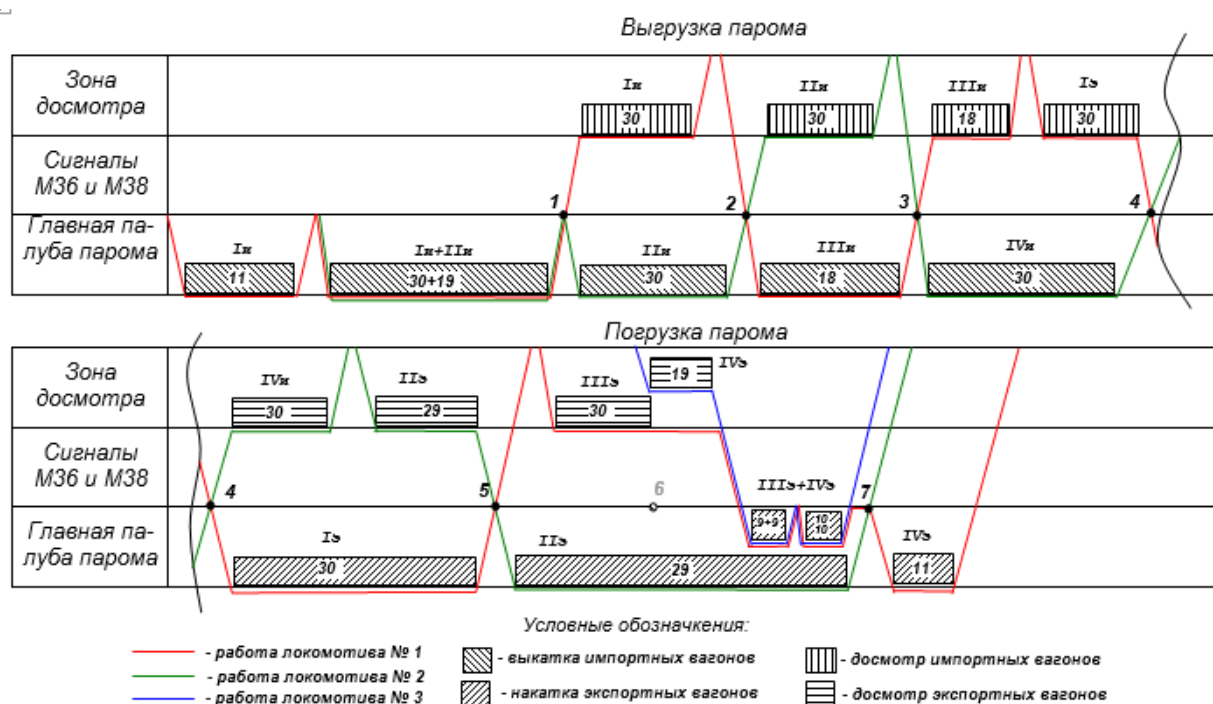 Выгрузка парома
Зона
досмотра
Iи
30
IIи
30
IIIи
18
Iэ
30
Сигналы
М36 и М38
1
2
3
4
Главная па-
луба парома
Iи
11
Iи+IIи
30+19
IIи
30
IIIи
18
IVи
30
Погрузка парома
Зона
досмотра
IVи
30
IIэ
29
IIIэ
30
19
IVэ
Сигналы
М36 и М38
4
5
6
IIIэ+IVэ
7
Главная па-
луба парома
Iэ
30
IIэ
29
9+9
10
10
IVэ
11
Условные обозначкения:
- работа локомотива № 1
- выкатка импортных вагонов
- досмотр импортных вагонов
- работа локомотива № 2
- работа локомотива № 3
- накатка экспортных вагонов
- досмотр экспортных вагонов